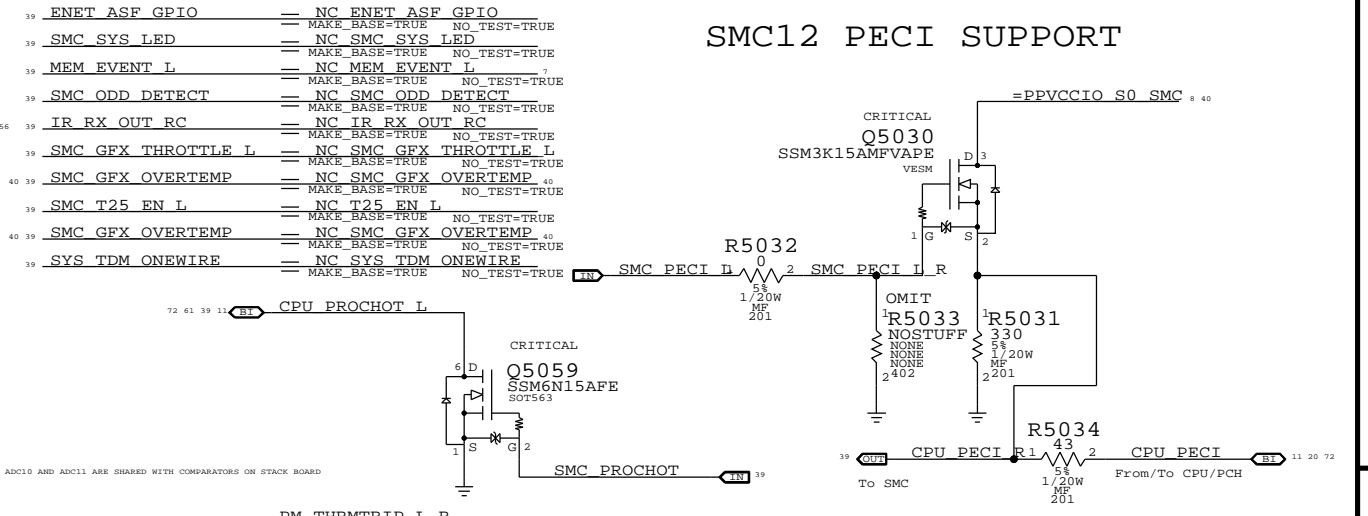 SMC12 PECI SUPPORT
39 ENET_ASF_GPIO NC_ENET_ASF_GPIO
MAKE_BASE=TRUE NO_TEST=TRUE
39 SMC_SYS_LED NC_SMC_SYS_LED
MAKE_BASE=TRUE NO_TEST=TRUE
39 MEM_EVENT_L NC_MEM_EVENT_L 7
MAKE_BASE=TRUE NO_TEST=TRUE
39 SMC_ODD_DETECT NC_SMC_ODD_DETECT
MAKE_BASE=TRUE NO_TEST=TRUE
56 39 IR_RX_OUT_RC NC_IR_RX_OUT_RC
MAKE_BASE=TRUE NO_TEST=TRUE
39 SMC_GFX_THROTTLE_L NC_SMC_GFX_THROTTLE_L
MAKE_BASE=TRUE NO_TEST=TRUE
40 39 SMC_GFX_OVERTEMP NC_SMC_GFX_OVERTEMP 40
MAKE_BASE=TRUE NO_TEST=TRUE
39 SMC_T25_EN_L NC_T25_EN_L
MAKE_BASE=TRUE NO_TEST=TRUE
40 39 SMC_GFX_OVERTEMP NC_SMC_GFX_OVERTEMP 40
MAKE_BASE=TRUE NO_TEST=TRUE
39 SYS_TDM_ONEWIRE NC_SYS_TDM_ONEWIRE
MAKE_BASE=TRUE NO_TEST=TRUE
=PPVCCIO_S0_SMC 8 40
CRITICAL
Q5030
SSM3K15AMFVAPE
VESM
D 3
1 G S 2
IN SMC_PECI_L
R5032
0
1 2
5%
1/20W
MF
201
SMC_PECI_L_R
OMIT
1 R5033
NOSTUFF
NONE
NONE
NONE
2 402
1 R5031
330
5%
1/20W
MF
2 201
72 61 39 11 BI CPU_PROCHOT_L
CRITICAL
6 D
Q5059
SSM6N15AFE
SOT563
1 S G 2
SMC_PROCHOT IN 39
39 OUT CPU_PECI_R
To SMC
R5034
43
1 2
5%
1/20W
MF
201
CPU_PECI BI 11 20 72
From/To CPU/PCH
ADC10 AND ADC11 ARE SHARED WITH COMPARATORS ON STACK BOARD
PM_THRMTRIP_L_R